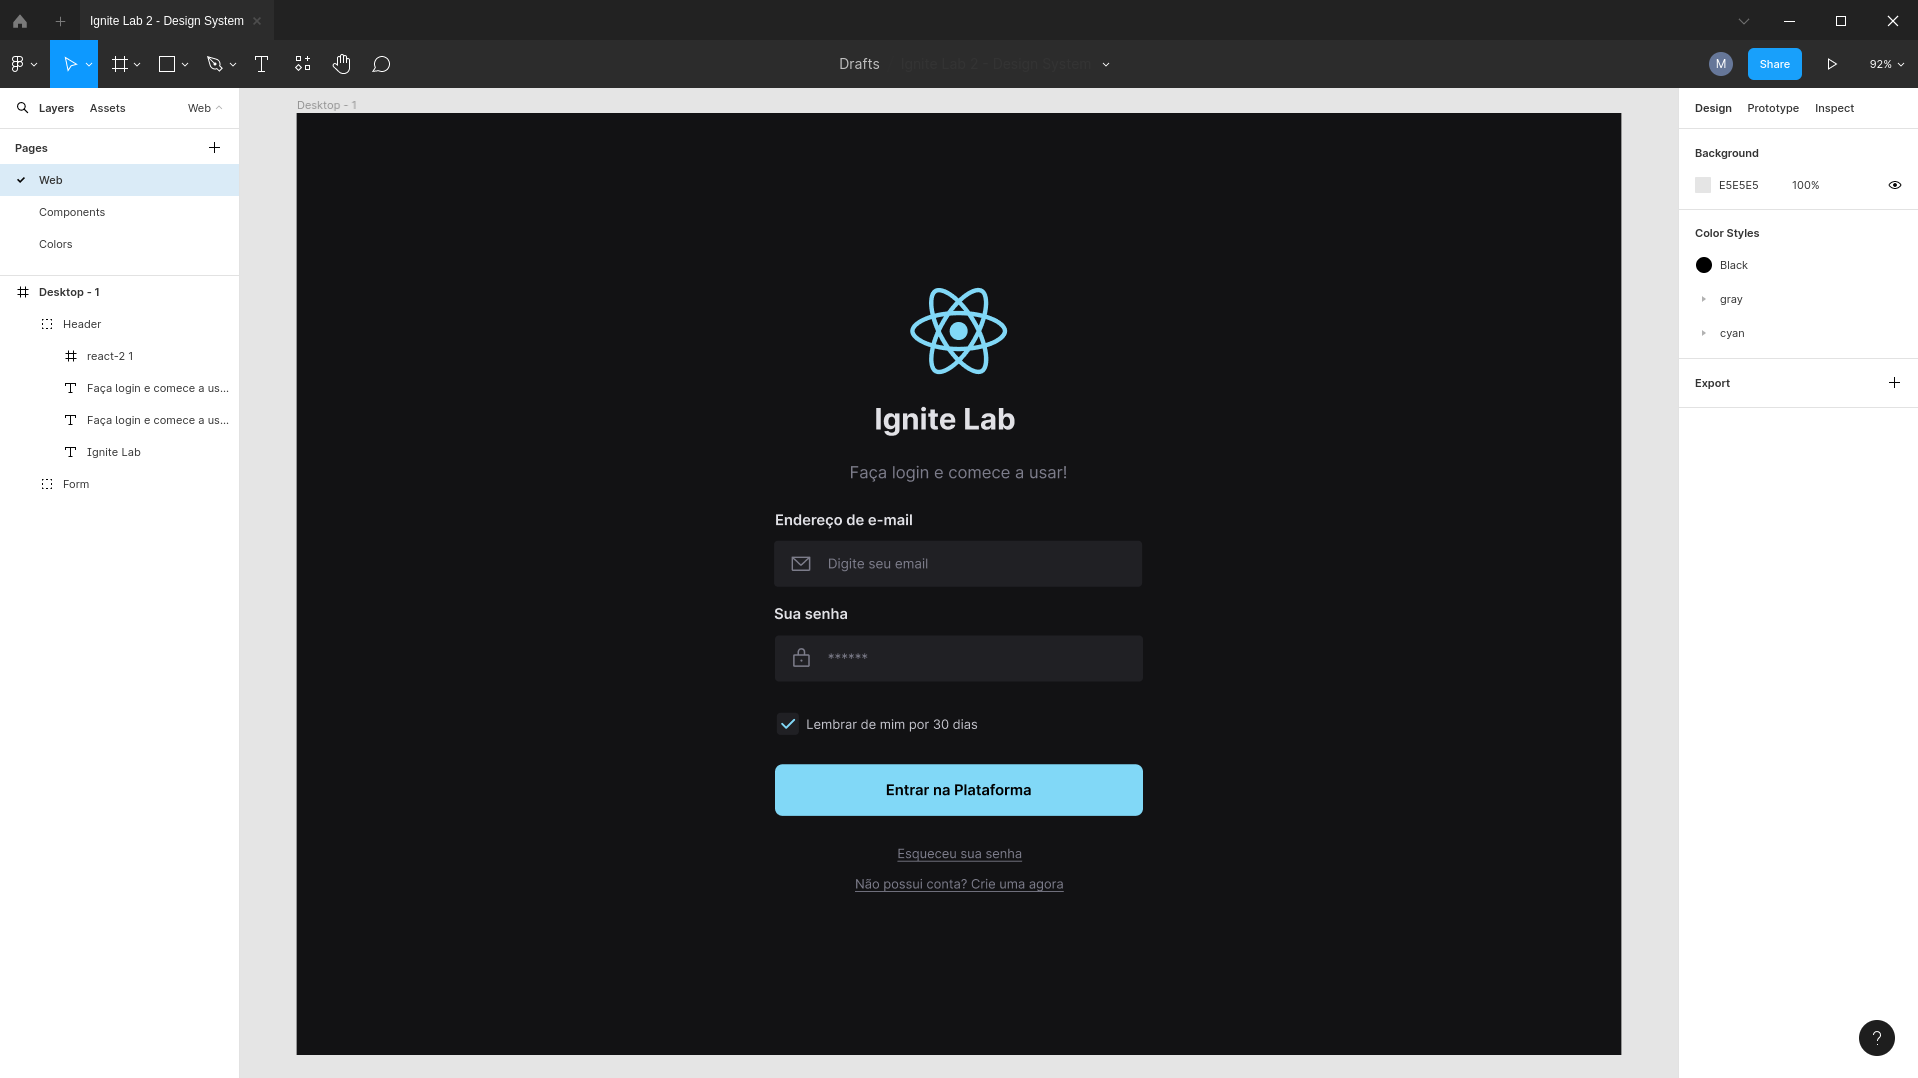 Ignite Lab 2 - Design System
Drafts
Ignite Lab 2 - Design System
M
Share
92%
Layers
Assets
Web
Pages
Web
Components
Colors
Desktop - 1
Header
react-2 1
Faça login e comece a us...
Faça login e comece a us...
Ignite Lab
Form
Desktop - 1
Ignite Lab
Faça login e comece a usar!
Endereço de e-mail
Digite seu email
Sua senha
******
Lembrar de mim por 30 dias
Entrar na Plataforma
Esqueceu sua senha
Não possui conta? Crie uma agora
Design
Prototype
Inspect
Background
E5E5E5
100%
Color Styles
Black
gray
cyan
Export
?